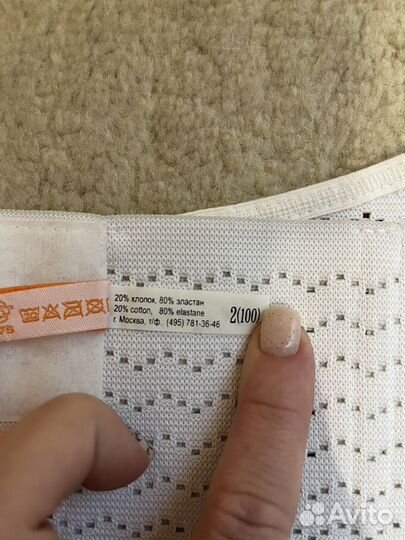 20% хлопок, 80% эластан
20% cotton, 80% elastane
г. Москва, т/ф. (495) 781-36-46
2(100)
Avito